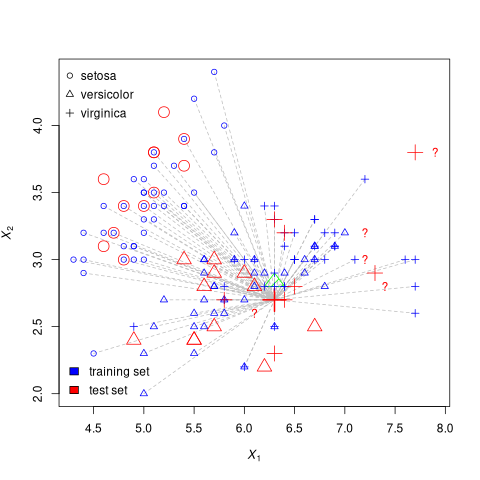 setosa
versicolor
virginica
X2
4.0
3.5
3.0
2.5
2.0
?
?
?
?
?
training set
test set
4.5 5.0 5.5 6.0 6.5 7.0 7.5 8.0
X1